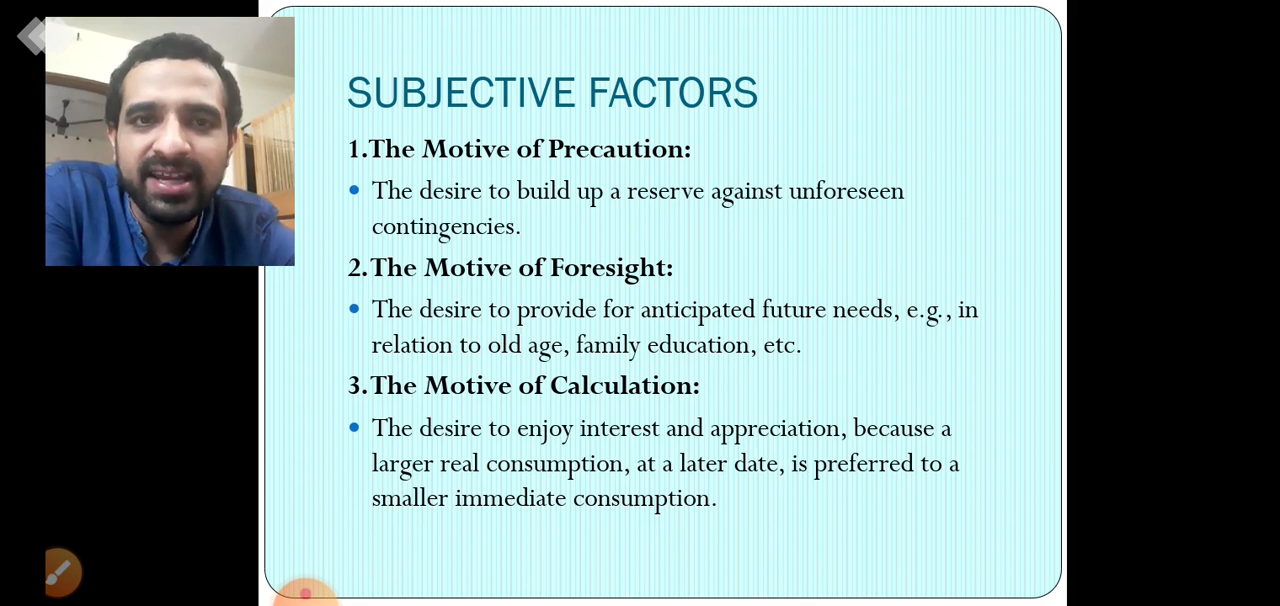 SUBJECTIVE FACTORS
1.The Motive of Precaution:
• The desire to build up a reserve against unforeseen
contingencies.
2.The Motive of Foresight:
• The desire to provide for anticipated future needs, e.g., in
relation to old age, family education, etc.
3.The Motive of Calculation:
• The desire to enjoy interest and appreciation, because a
larger real consumption, at a later date, is preferred to a
smaller immediate consumption.